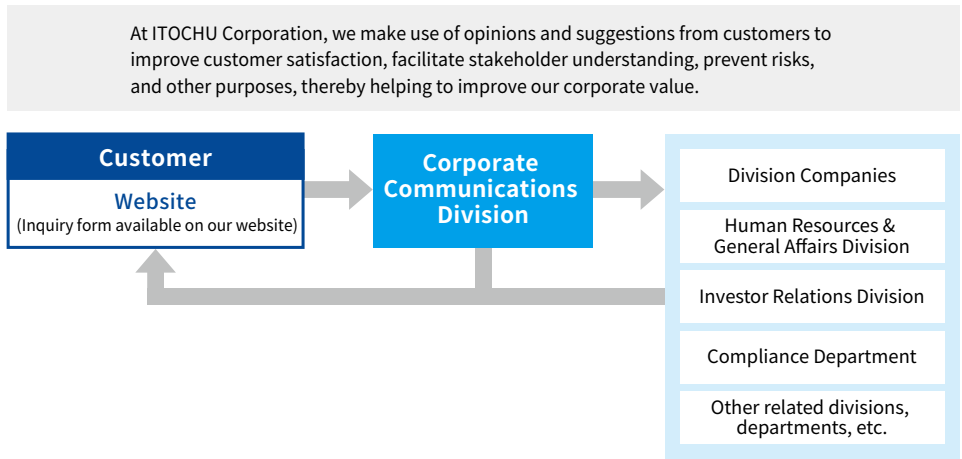 At ITOCHU Corporation, we make use of opinions and suggestions from customers to
improve customer satisfaction, facilitate stakeholder understanding, prevent risks,
and other purposes, thereby helping to improve our corporate value.
Customer
Website
(Inquiry form available on our website)
Corporate
Communications
Division
Division Companies
Human Resources &
General Affairs Division
Investor Relations Division
Compliance Department
Other related divisions,
departments, etc.